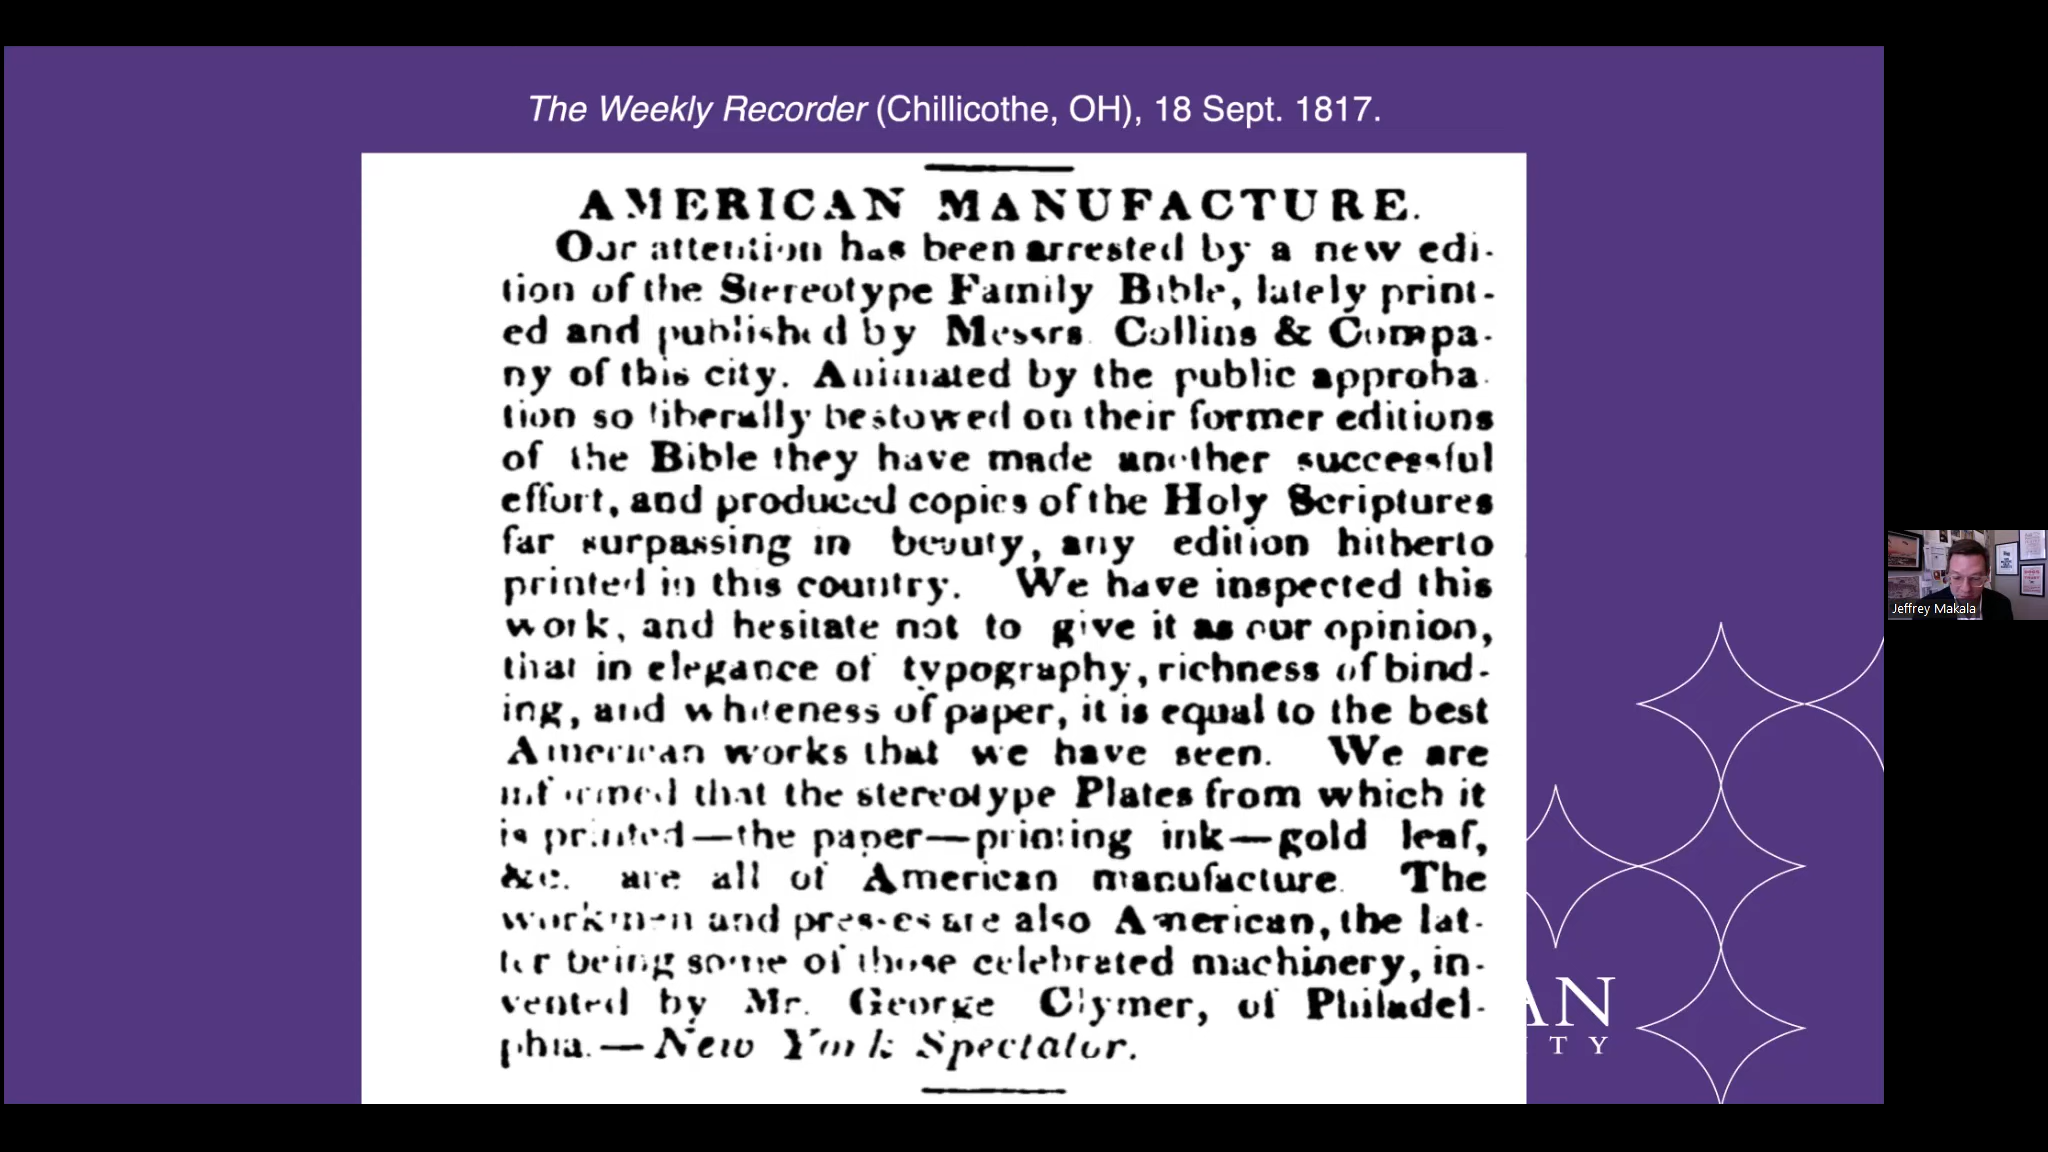 The Weekly Recorder (Chillicothe, OH), 18 Sept. 1817.
AMERICAN MANUFACTURE.
Our attention has been arrested by a new edi-
tion of the Stereotype Family Bible, lately print-
ed and published by Messrs. Collins & Compa-
ny of this city. Animated by the public approba-
tion so liberally bestowed on their former editions
of the Bible they have made another successful
effort, and produced copies of the Holy Scriptures
far surpassing in beauty, any edition hitherto
printed in this country. We have inspected this
work, and hesitate not to give it as our opinion,
that in elegance of typography, richness of bind-
ing, and whiteness of paper, it is equal to the best
American works that we have seen. We are
informed that the stereotype Plates from which it
is printed—the paper—printing ink—gold leaf,
&c. are all of American manufacture. The
workmen and presses are also American, the lat-
ter being some of those celebrated machinery, in-
vented by Mr. George Clymer, of Philadel-
phia.—New York Spectator.
AN
ITY
Jeffrey Makala